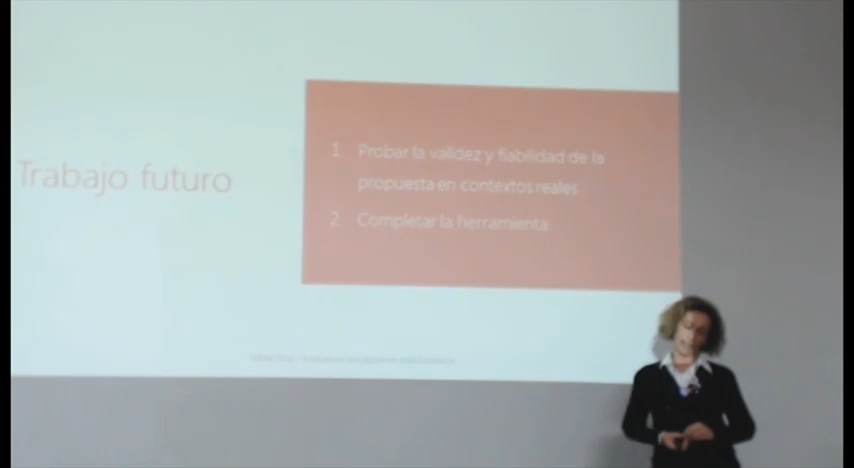 Trabajo futuro
1. Probar la validez y fiabilidad de la
propuesta en contextos reales
2. Completar la herramienta